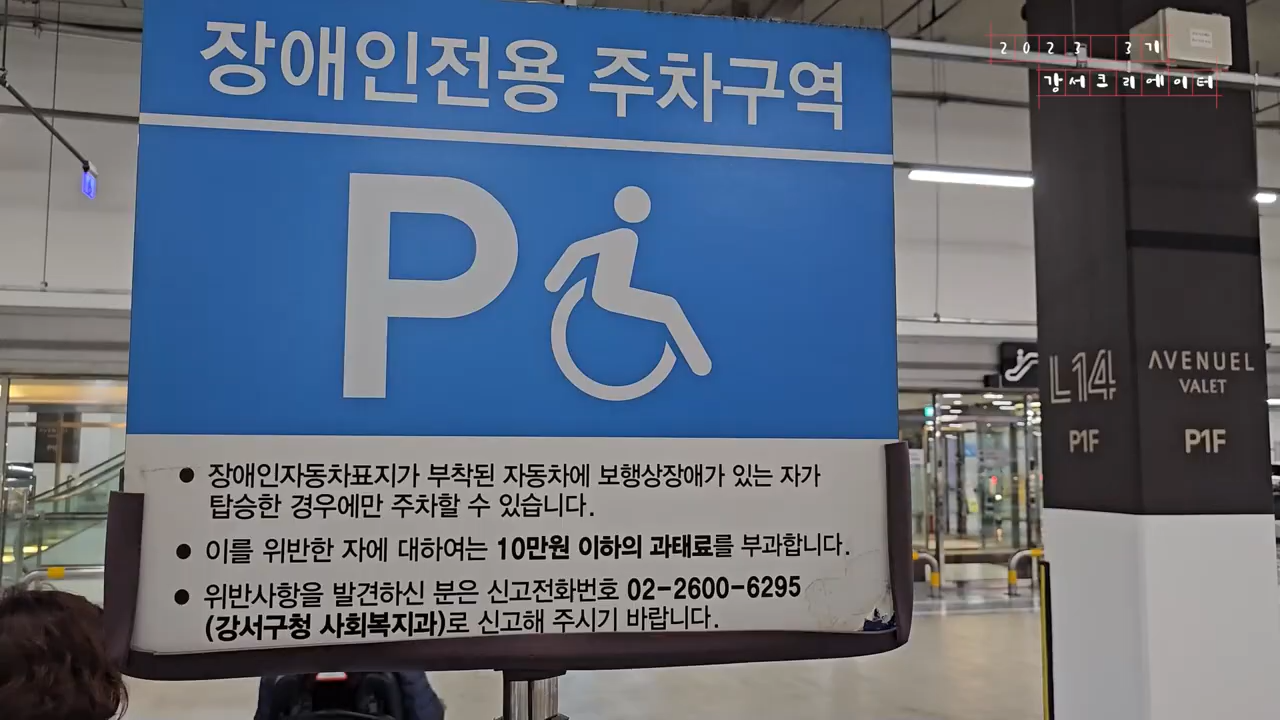 2023 3기
강서크리에이터
장애인전용 주차구역
P
● 장애인자동차표지가 부착된 자동차에 보행상장애가 있는 자가
탑승한 경우에만 주차할 수 있습니다.
● 이를 위반한 자에 대하여는 10만원 이하의 과태료를 부과합니다.
● 위반사항을 발견하신 분은 신고전화번호 02-2600-6295
(강서구청 사회복지과)로 신고해 주시기 바랍니다.
L14
P1F
AVENUEL
VALET
P1F